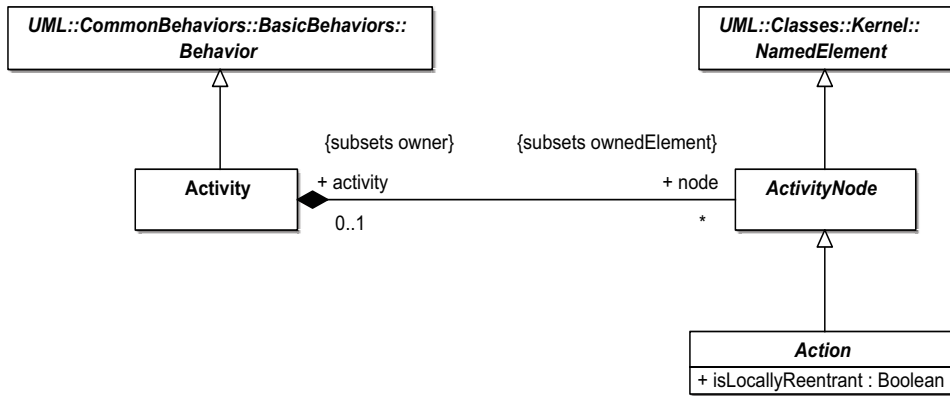 UML::CommonBehaviors::BasicBehaviors::
Behavior
UML::Classes::Kernel::
NamedElement
{subsets owner}
{subsets ownedElement}
Activity
+ activity
+ node
ActivityNode
0..1
*
Action
+ isLocallyReentrant : Boolean